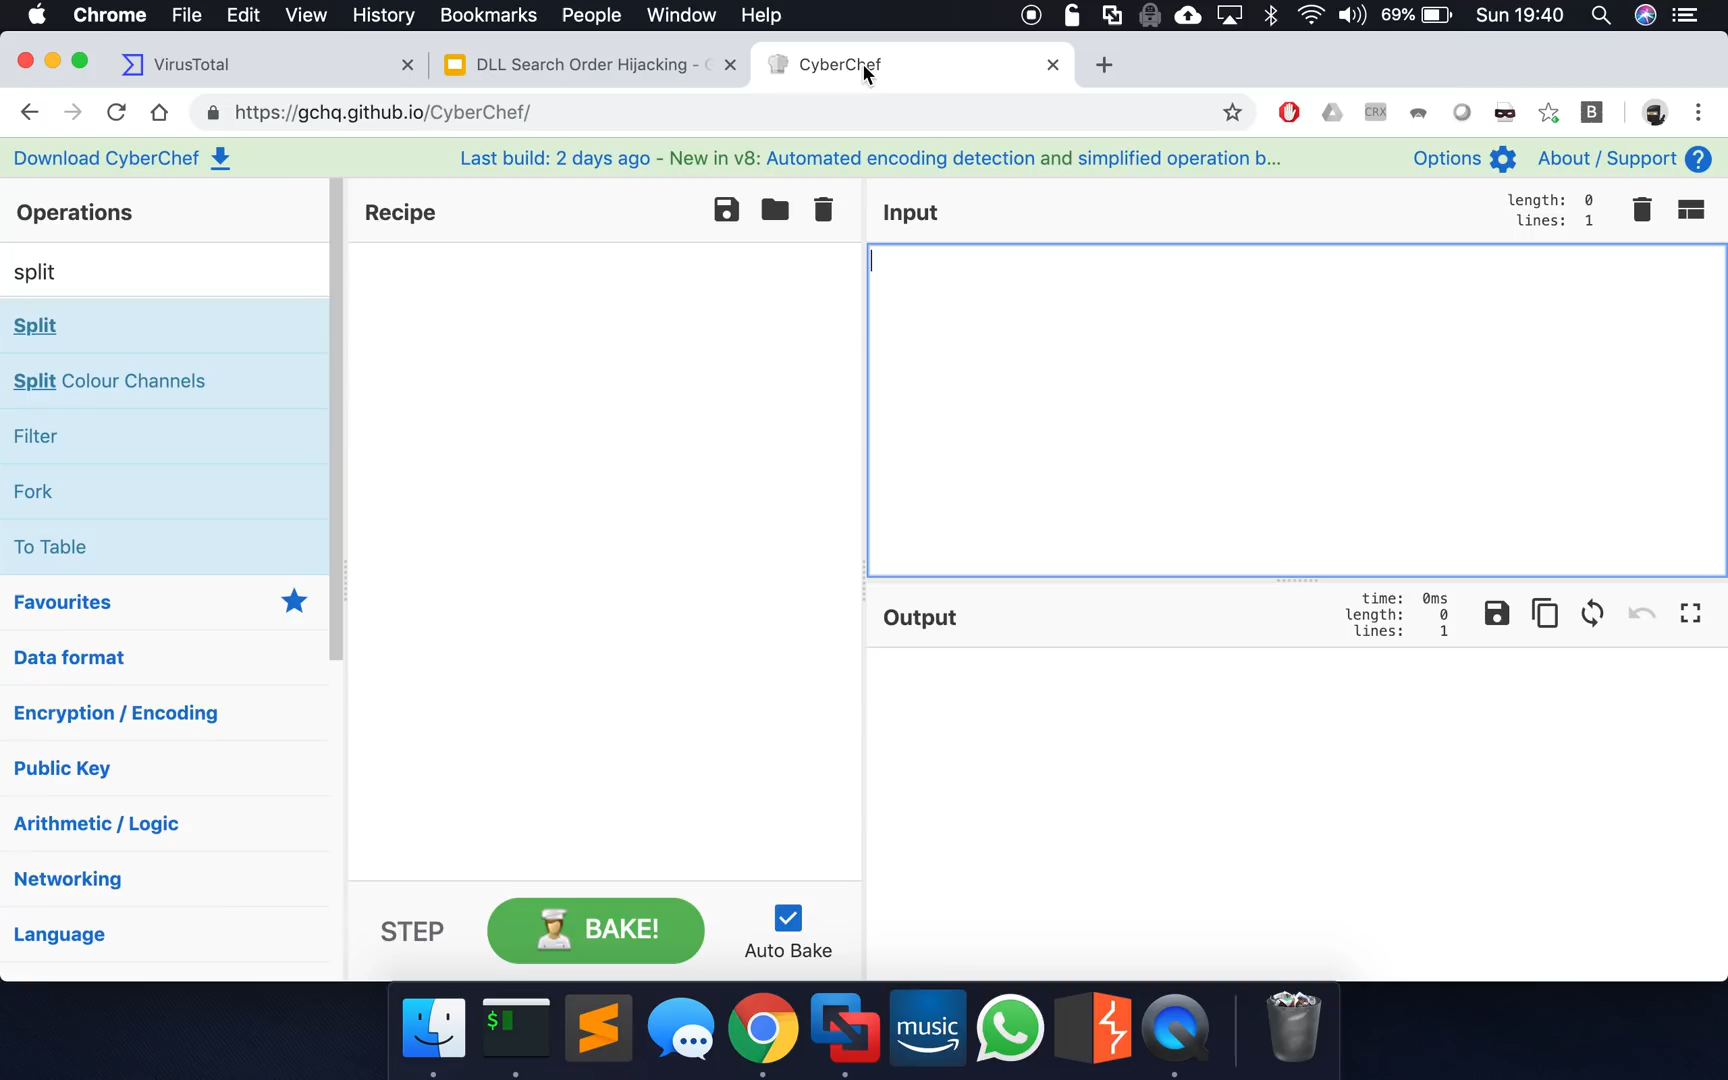 Chrome File Edit View History Bookmarks People Window Help 69% Sun 19:40
VirusTotal DLL Search Order Hijacking - CyberChef
https://gchq.github.io/CyberChef/ CRX B
Download CyberChef Last build: 2 days ago - New in v8: Automated encoding detection and simplified operation b... Options About / Support ?
Operations Recipe Input length: 0
lines: 1
split
Split
Split Colour Channels
Filter
Fork
To Table
Favourites
Data format
Encryption / Encoding
Public Key
Arithmetic / Logic
Networking
Language
STEP BAKE! Auto Bake
Output time: 0ms
length: 0
lines: 1
$
music